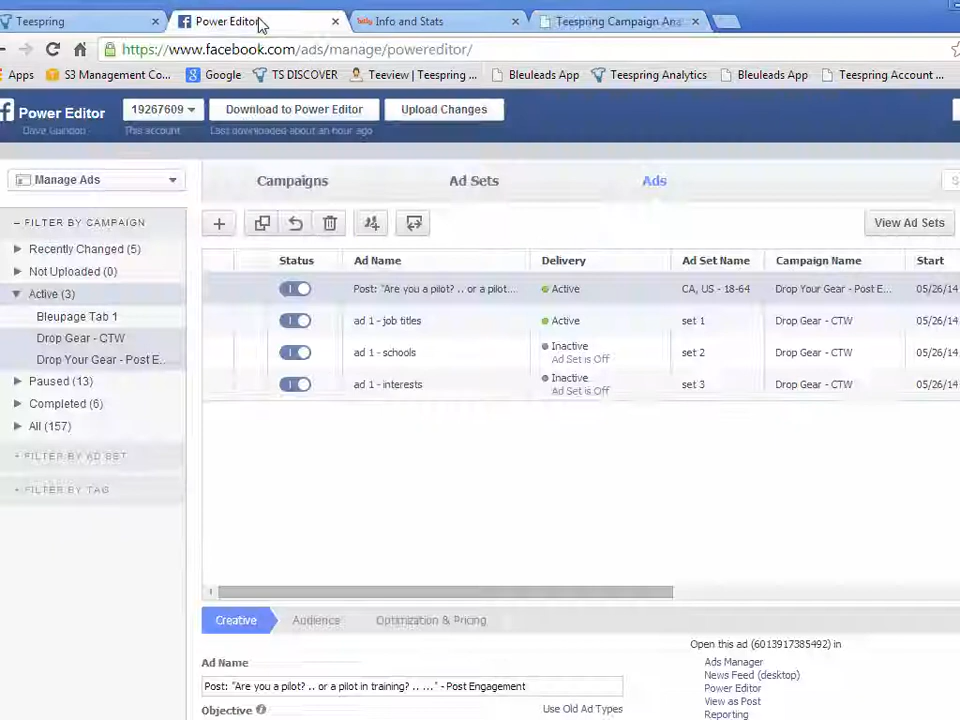 Teespring
Power Editor
Info and Stats
Teespring Campaign Ana
https://www.facebook.com/ads/manage/powereditor/
Apps
S3 Management Co...
Google
TS DISCOVER
Teeview | Teespring ...
Bleuleads App
Teespring Analytics
Bleuleads App
Teespring Account ...
Power Editor
19267609
Download to Power Editor
Upload Changes
This account
Last downloaded about an hour ago
Manage Ads
Campaigns
Ad Sets
Ads
FILTER BY CAMPAIGN
Recently Changed (5)
Not Uploaded (0)
Active (3)
Bleupage Tab 1
Drop Gear - CTW
Drop Your Gear - Post E..
Paused (13)
Completed (6)
All (157)
+ FILTER BY AD SET
+ FILTER BY TAG
View Ad Sets
Status Ad Name Delivery Ad Set Name Campaign Name Start
Post: "Are you a pilot? .. or a pilot... Active CA, US - 18-64 Drop Your Gear - Post E... 05/26/14
ad 1 - job titles Active set 1 Drop Gear - CTW 05/26/14
ad 1 - schools Inactive set 2 Drop Gear - CTW 05/26/14
Ad Set is Off
ad 1 - interests Inactive set 3 Drop Gear - CTW 05/26/14
Ad Set is Off
Creative
Audience
Optimization & Pricing
Ad Name
Post: "Are you a pilot? .. or a pilot in training? .. ..." - Post Engagement
Objective
Use Old Ad Types
Open this ad (6013917385492) in
Ads Manager
News Feed (desktop)
Power Editor
View as Post
Reporting